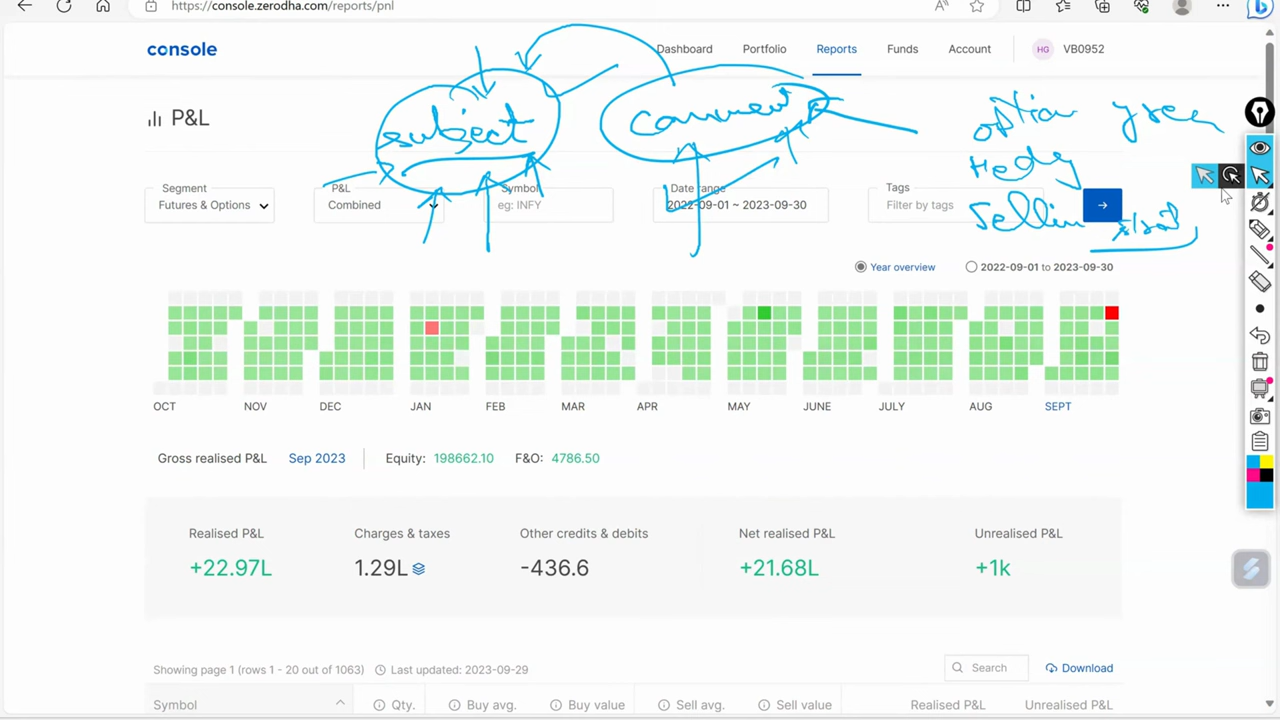 https://console.zerodha.com/reports/pnl
console
Dashboard
Portfolio
Reports
Funds
Account
HG
VB0952
P&L
subject
comment
option
Selling
Segment
Futures & Options
P&L
Combined
Symbol
eg: INFY
Date range
2022-09-01 ~ 2023-09-30
Tags
Filter by tags
Year overview
2022-09-01 to 2023-09-30
OCT NOV DEC JAN FEB MAR APR MAY JUNE JULY AUG SEPT
Gross realised P&L Sep 2023 Equity: 198662.10 F&O: 4786.50
Realised P&L
+22.97L
Charges & taxes
1.29L
Other credits & debits
-436.6
Net realised P&L
+21.68L
Unrealised P&L
+1k
Showing page 1 (rows 1 - 20 out of 1063) Last updated: 2023-09-29
Search
Download
Symbol Qty. Buy avg. Buy value Sell avg. Sell value Realised P&L Unrealised P&L